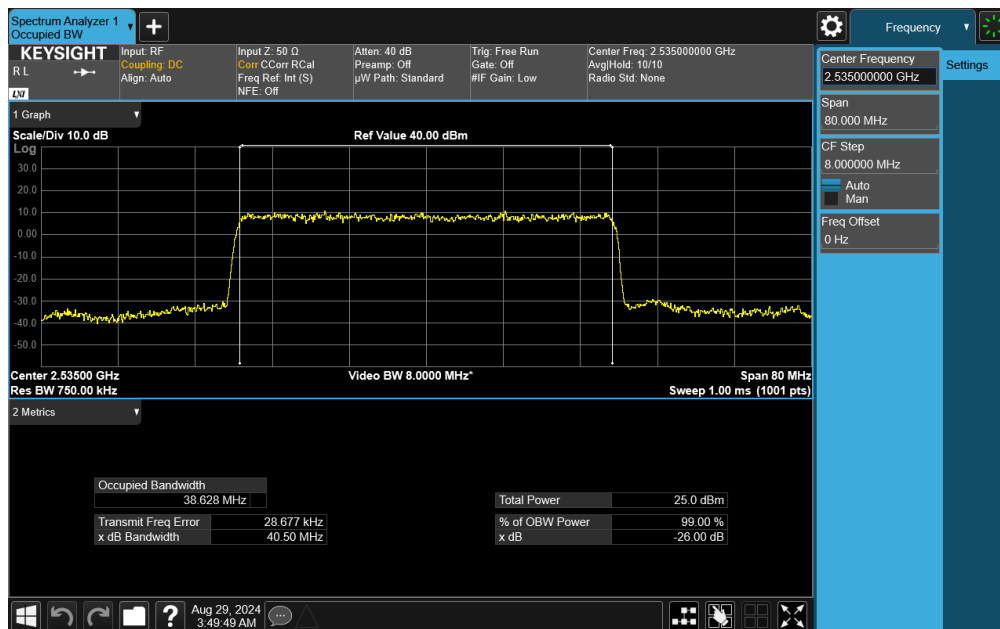 Spectrum Analyzer 1
Occupied BW
Frequency
KEYSIGHT
R L
LXI
Input: RF
Coupling: DC
Align: Auto
Input Z: 50 Ω
Corr CCorr RCal
Freq Ref: Int (S)
NFE: Off
Atten: 40 dB
Preamp: Off
µW Path: Standard
Trig: Free Run
Gate: Off
#IF Gain: Low
Center Freq: 2.535000000 GHz
Avg|Hold: 10/10
Radio Std: None
Center Frequency
2.535000000 GHz
Settings
Span
80.000 MHz
CF Step
8.000000 MHz
Auto
Man
Freq Offset
0 Hz
1 Graph
Scale/Div 10.0 dB
Ref Value 40.00 dBm
Log
30.0
20.0
10.0
0.00
-10.0
-20.0
-30.0
-40.0
-50.0
Center 2.53500 GHz
Video BW 8.0000 MHz*
Span 80 MHz
Res BW 750.00 kHz
Sweep 1.00 ms (1001 pts)
2 Metrics
Occupied Bandwidth
38.628 MHz
Total Power 25.0 dBm
Transmit Freq Error 28.677 kHz
% of OBW Power 99.00 %
x dB Bandwidth 40.50 MHz
x dB -26.00 dB
Aug 29, 2024
3:49:49 AM